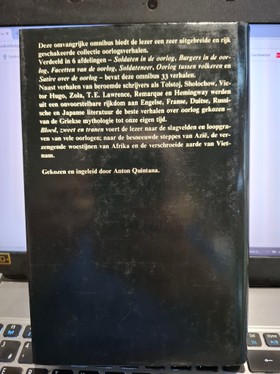 Deze omvangrijke omnibus biedt de lezer een zeer uitgebreide en rijk
geschakeerde collectie oorlogsverhalen.
Verdeeld in 6 afdelingen – Soldaten in de oorlog, Burgers in de oor-
log, Facetten van de oorlog, Soldateneer, Oorlog tussen volkeren en
Satire over de oorlog – bevat deze omnibus 33 verhalen.
Naast verhalen van beroemde schrijvers als Tolstoj, Sholochow, Vic-
tor Hugo, Zola, T.E. Lawrence, Remarque en Hemingway werden
uit een onvoorstelbare rijkdom aan Engelse, Franse, Duitse, Russi-
sche en Japanse literatuur de beste verhalen over oorlog gekozen –
van de Griekse mythologie tot onze eigen tijd.
Bloed, zweet en tranen voert de lezer naar de slagvelden en loopgra-
ven van vele oorlogen; naar de besneeuwde steppes van Azië, de ver-
zengende woestijnen van Afrika en de verschroeide aarde van Viet-
nam.
Gekozen en ingeleid door Anton Quintana.